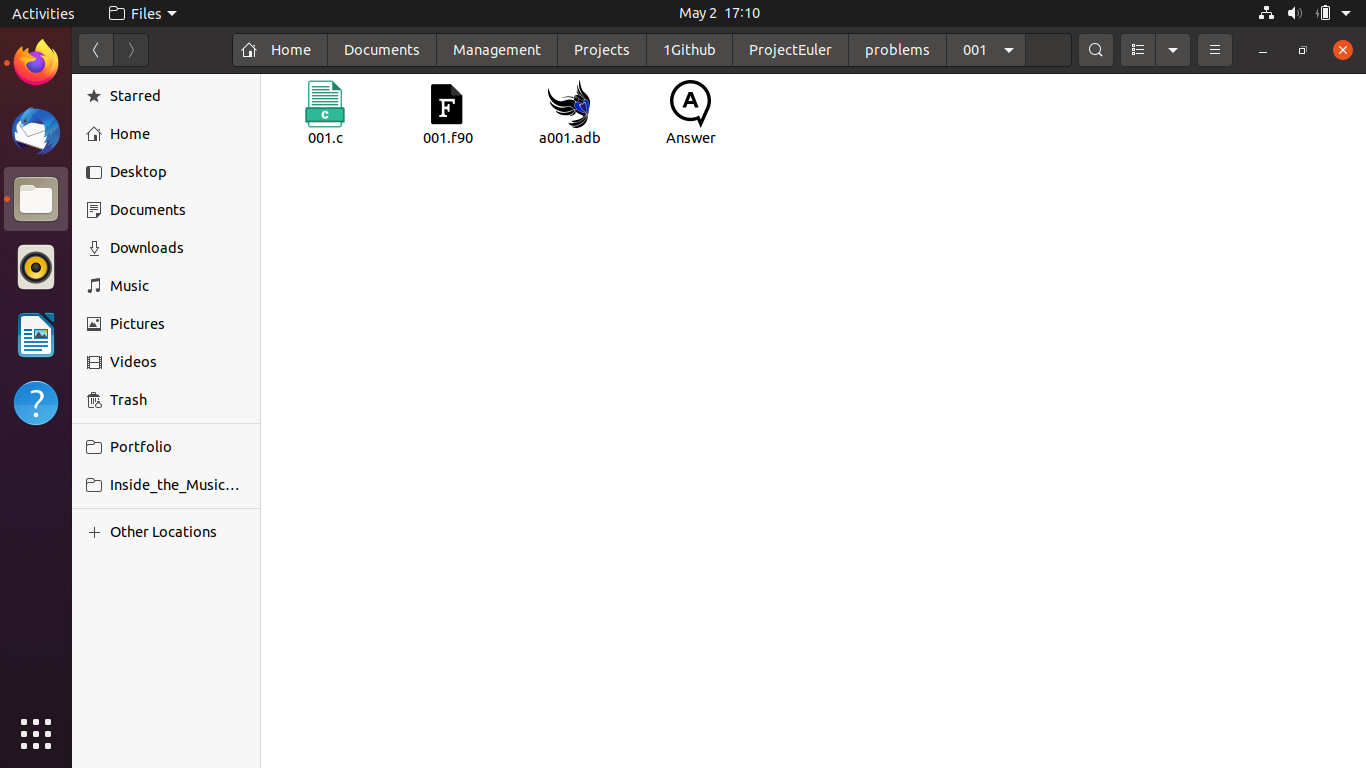 Activities
Files
May 2 17:10
Home
Documents
Management
Projects
1Github
ProjectEuler
problems
001
Starred
Home
Desktop
Documents
Downloads
Music
Pictures
Videos
Trash
Portfolio
Inside_the_Music…
Other Locations
C
001.c
F
001.f90
a001.adb
A
Answer